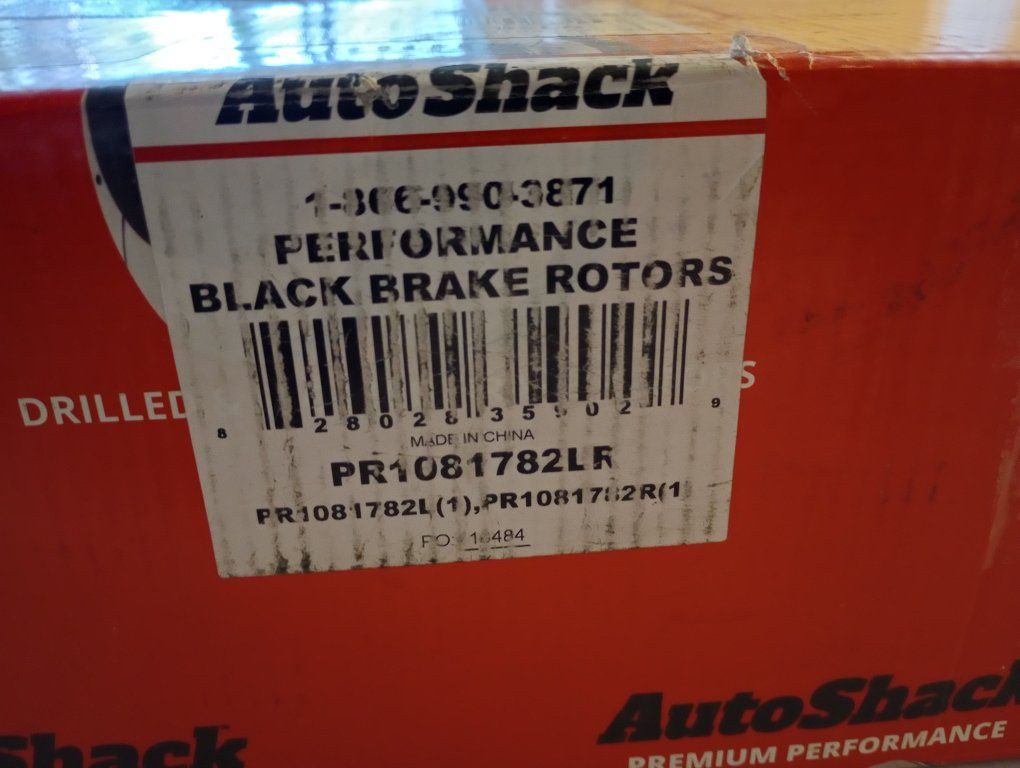 AutoShack
1-866-990-3871
PERFORMANCE
BLACK BRAKE ROTORS
DRILLED
S
8 28028 35902 9
MADE IN CHINA
PR1081782LR
PR1081782L(1),PR1081782R(1
PO:
AutoShack
PREMIUM PERFORMANCE
Shack